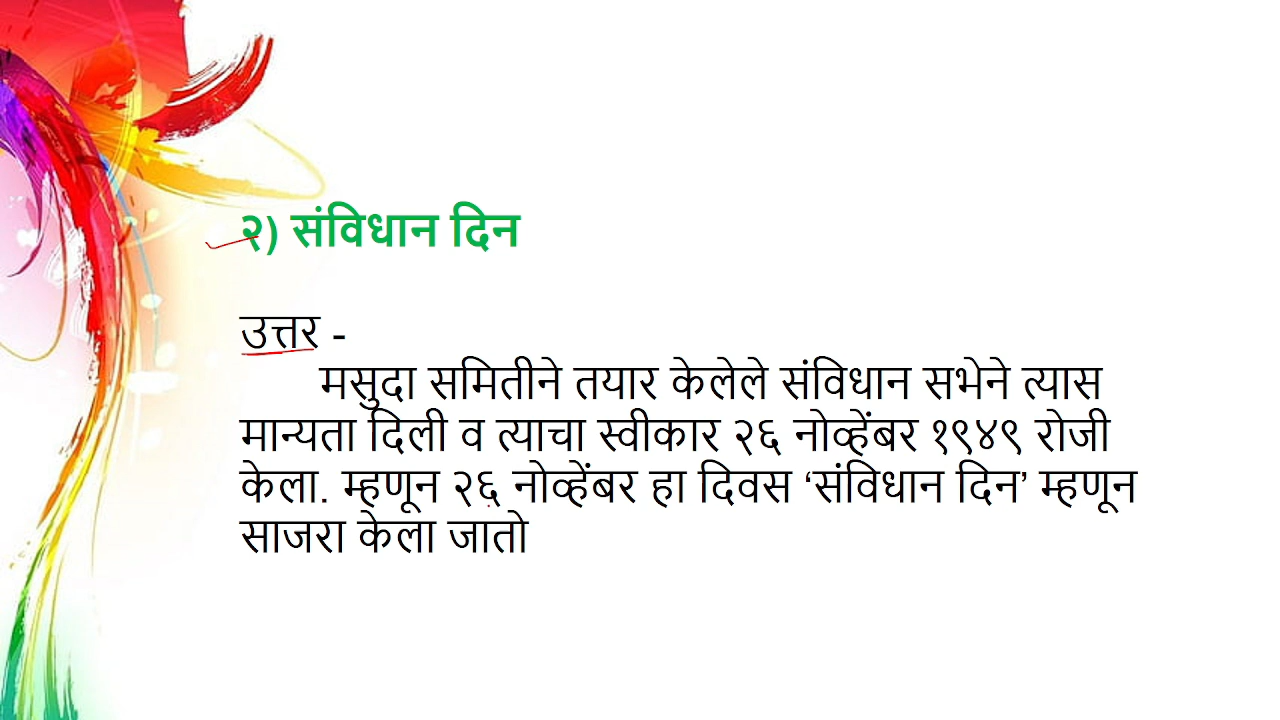 २) संविधान दिन
उत्तर -
मसुदा समितीने तयार केलेले संविधान सभेने त्यास
मान्यता दिली व त्याचा स्वीकार २६ नोव्हेंबर १९४९ रोजी
केला. म्हणून २६ नोव्हेंबर हा दिवस ‘संविधान दिन’ म्हणून
साजरा केला जातो